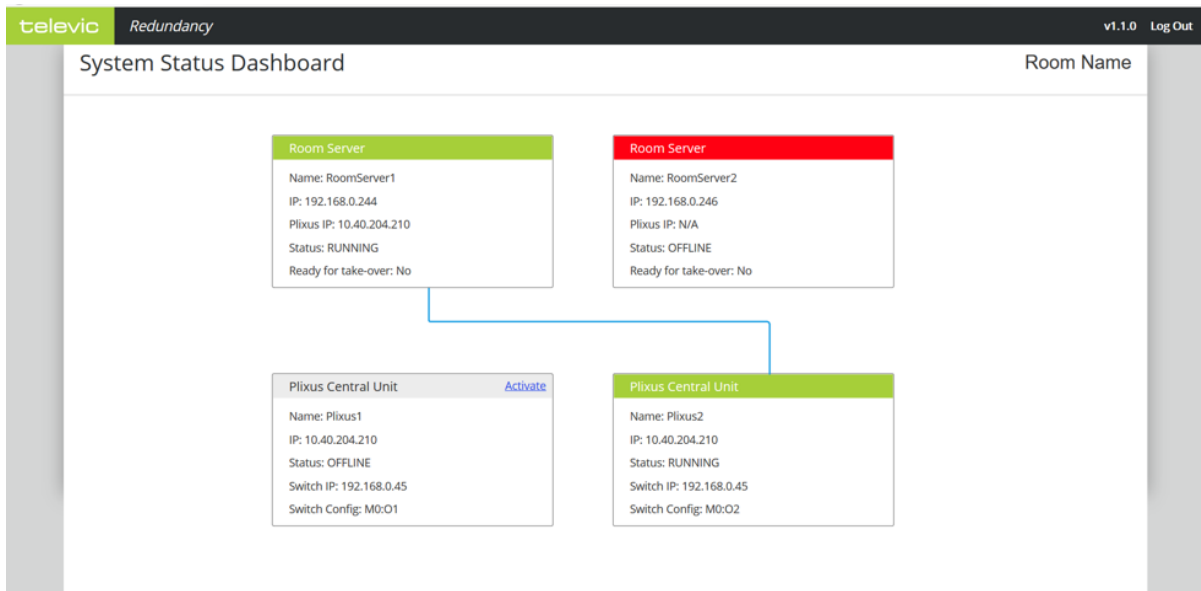 televic Redundancy v1.1.0 Log Out
System Status Dashboard Room Name
Room Server
Name: RoomServer1
IP: 192.168.0.244
Plixus IP: 10.40.204.210
Status: RUNNING
Ready for take-over: No
Room Server
Name: RoomServer2
IP: 192.168.0.246
Plixus IP: N/A
Status: OFFLINE
Ready for take-over: No
Plixus Central Unit Activate
Name: Plixus1
IP: 10.40.204.210
Status: OFFLINE
Switch IP: 192.168.0.45
Switch Config: M0:O1
Plixus Central Unit
Name: Plixus2
IP: 10.40.204.210
Status: RUNNING
Switch IP: 192.168.0.45
Switch Config: M0:O2